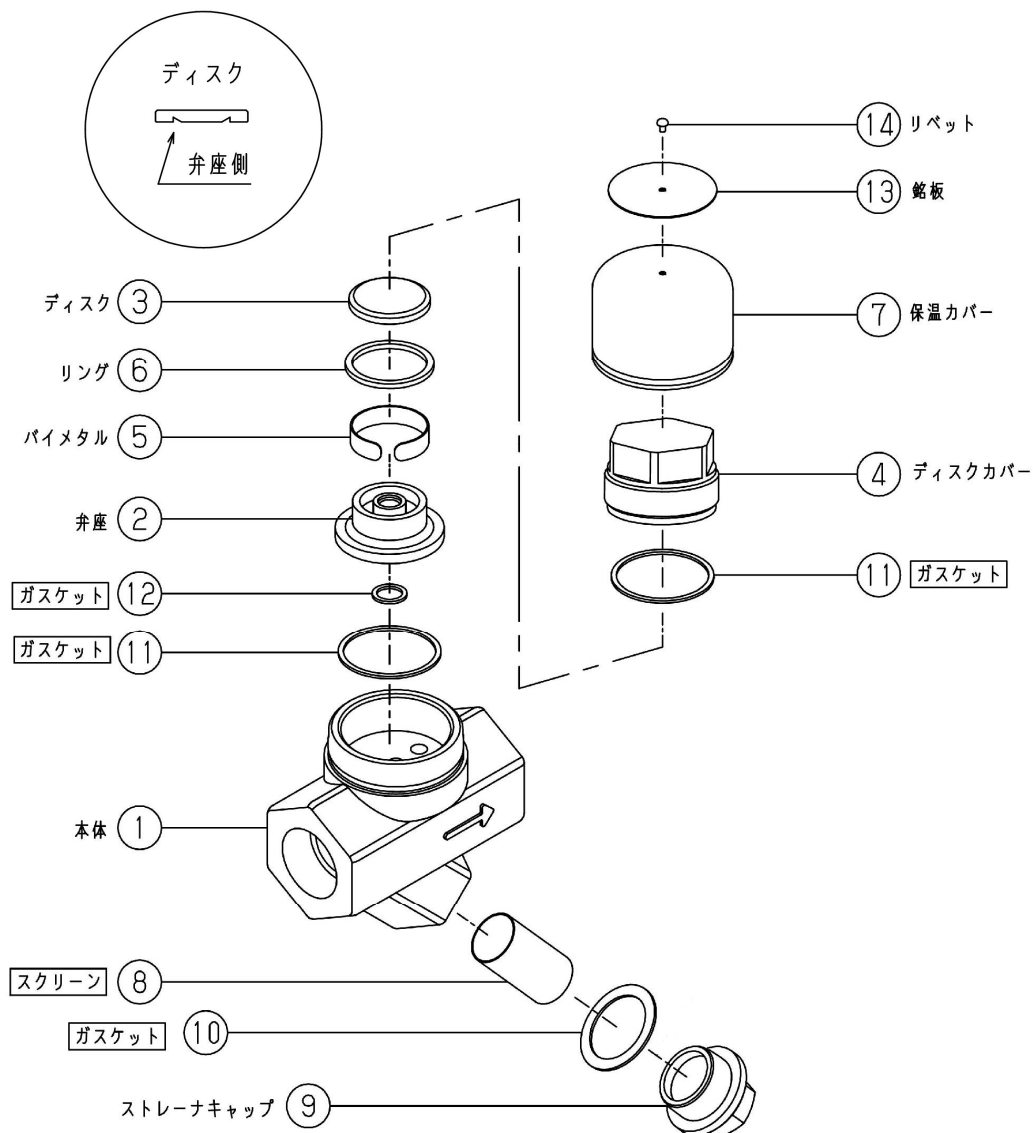 ディスク
弁座側
14 リベット
13 銘板
ディスク 3
7 保温カバー
リング 6
バイメタル 5
4 ディスクカバー
弁座 2
11 ガスケット
ガスケット 12
ガスケット 11
本体 1
スクリーン 8
ガスケット 10
ストレーナキャップ 9